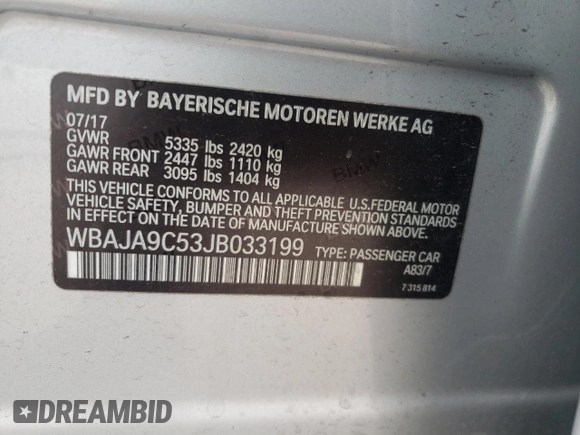 MFD BY BAYERISCHE MOTOREN WERKE AG
07/17
GVWR 5335 lbs 2420 kg
GAWR FRONT 2447 lbs 1110 kg
GAWR REAR 3095 lbs 1404 kg
THIS VEHICLE CONFORMS TO ALL APPLICABLE U.S.FEDERAL MOTOR
VEHICLE SAFETY, BUMPER AND THEFT PREVENTION STANDARDS
IN EFFECT ON THE DATE OF MANUFACTURE SHOWN ABOVE.
WBAJA9C53JB033199 TYPE: PASSENGER CAR
A83/7
7 315 814
DREAMBID